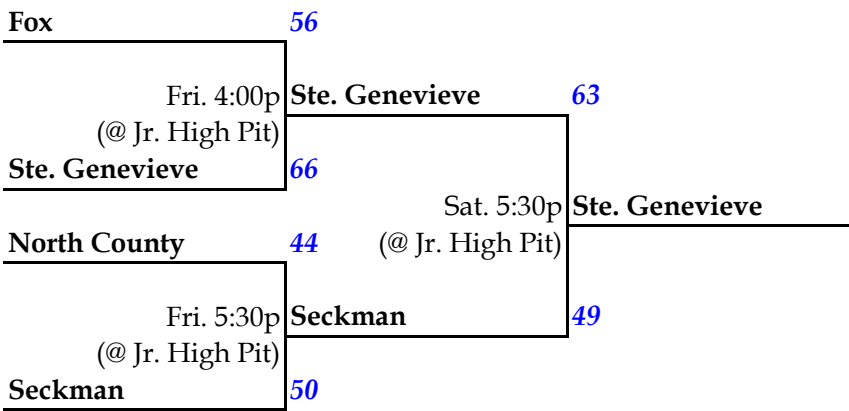 Fox 56
Fri. 4:00p Ste. Genevieve 63
(@ Jr. High Pit)
Ste. Genevieve 66
Sat. 5:30p Ste. Genevieve
North County 44 (@ Jr. High Pit)
Fri. 5:30p Seckman 49
(@ Jr. High Pit)
Seckman 50